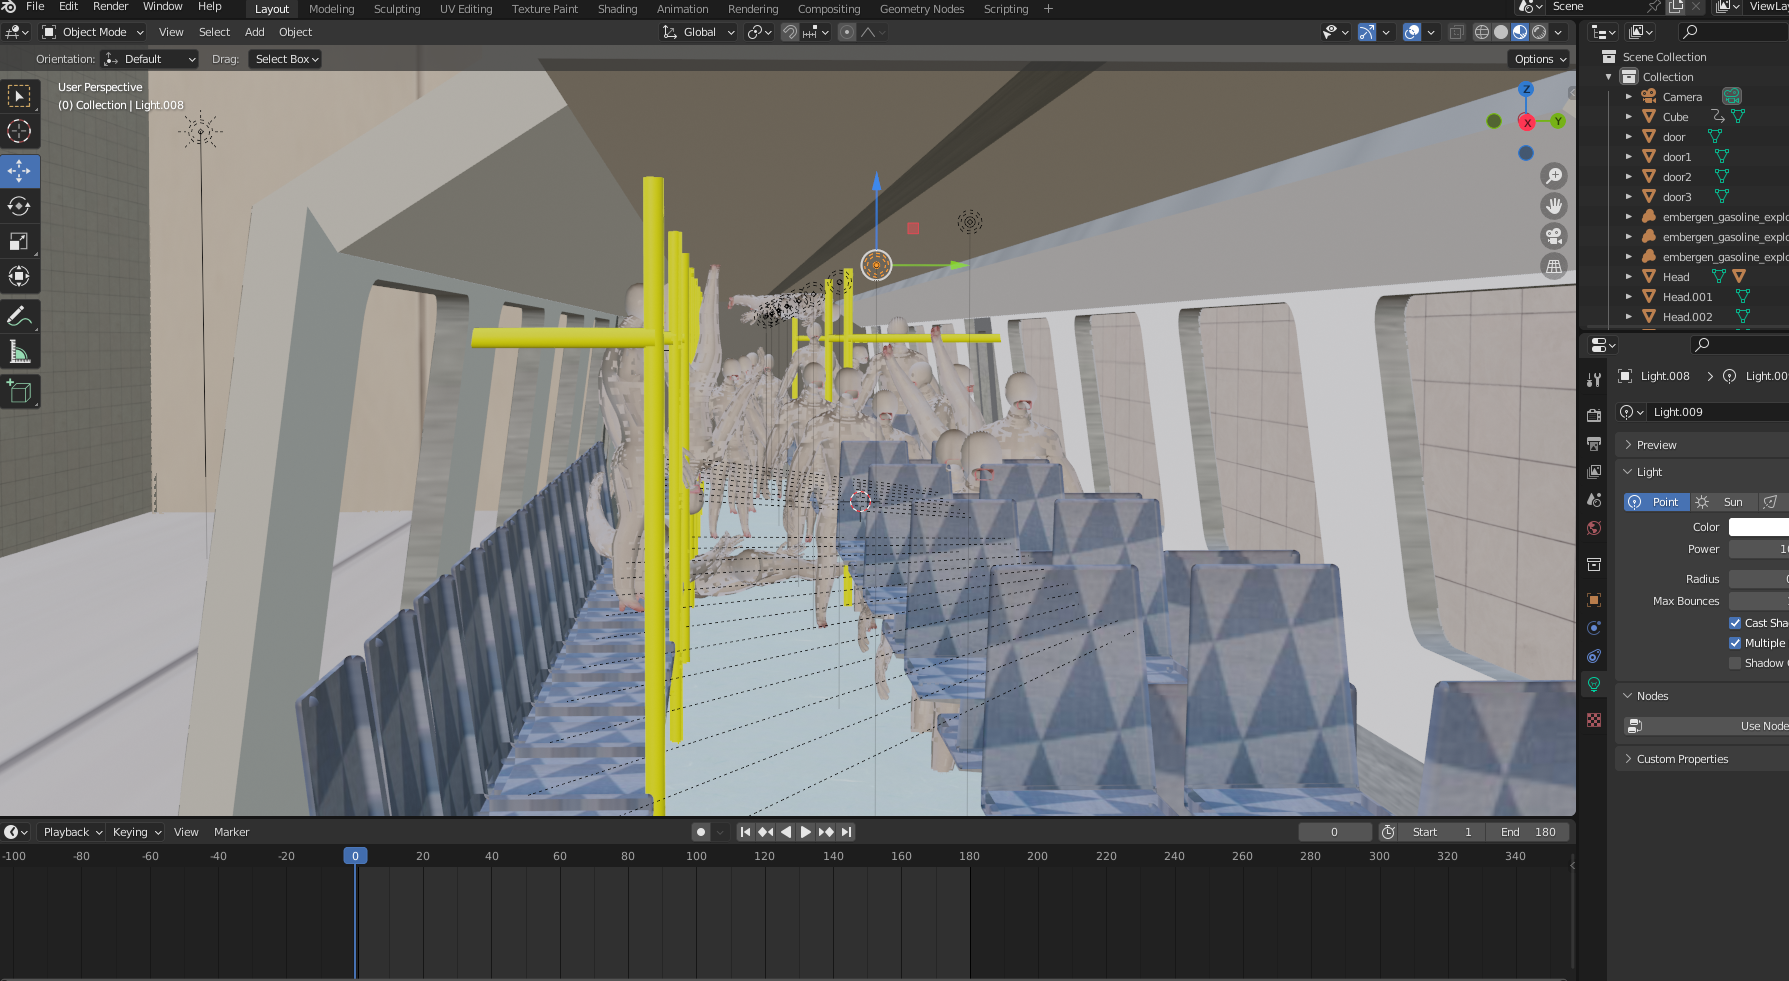 File Edit Render Window Help Layout Modeling Sculpting UV Editing Texture Paint Shading Animation Rendering Compositing Geometry Nodes Scripting + Scene ViewLay
Object Mode View Select Add Object Global
Orientation: Default Drag: Select Box Options
User Perspective
(0) Collection | Light.008
Z
X Y
Scene Collection
Collection
Camera
Cube
door
door1
door2
door3
embergen_gasoline_explo
embergen_gasoline_explo
embergen_gasoline_explo
Head
Head.001
Head.002
Light.008 Light.00
Light.009
Preview
Light
Point Sun
Color
Power 10
Radius 0
Max Bounces
Cast Sha
Multiple
Shadow
Nodes
Use Node
Custom Properties
Playback Keying View Marker 0 Start 1 End 180
-100 -80 -60 -40 -20 0 20 40 60 80 100 120 140 160 180 200 220 240 260 280 300 320 340